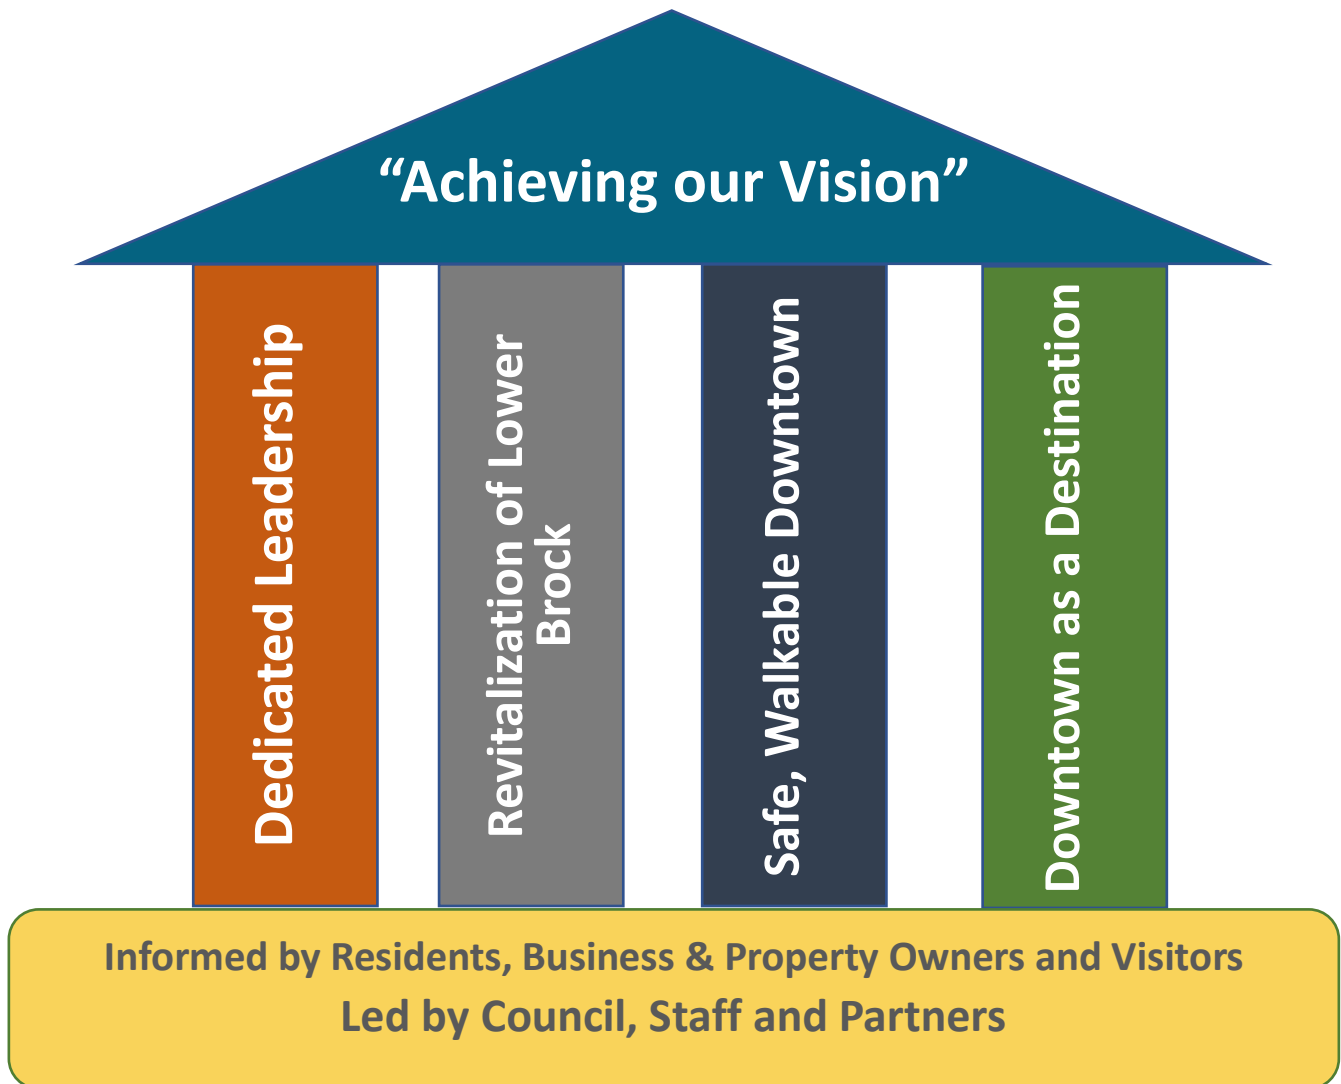 “Achieving our Vision”
Dedicated Leadership
Revitalization of Lower
Brock
Safe, Walkable Downtown
Downtown as a Destination
Informed by Residents, Business & Property Owners and Visitors
Led by Council, Staff and Partners